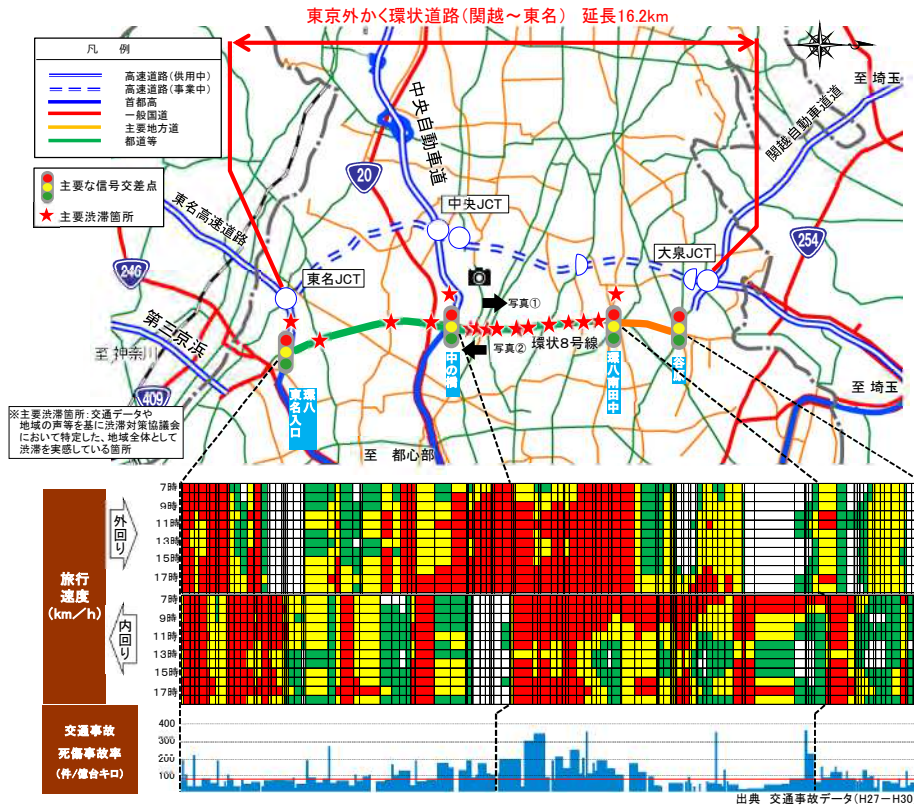 東京外かく環状道路(関越～東名)　延長16.2km
凡　例
高速道路(供用中)
高速道路(事業中)
首都高
一般国道
主要地方道
都道等
主要な信号交差点
主要渋滞箇所
至 埼玉
関越自動車道
中央自動車道
20
中央JCT
東名高速道路
大泉JCT
254
246
東名JCT
写真①
第三京浜
写真②
環状8号線
至 神奈川
中の橋
環八南田中
谷原
至 埼玉
409
環八
東名入口
※主要渋滞箇所:交通データや
地域の声等を基に渋滞対策協議会
において特定した、地域全体として
渋滞を実感している箇所
至　都心部
旅行
速度
(km/h)
外回り
7時
9時
11時
13時
15時
17時
内回り
7時
9時
11時
13時
15時
17時
交通事故
死傷事故率
(件/億台キロ)
400
300
200
100
出典　交通事故データ(H27－H30